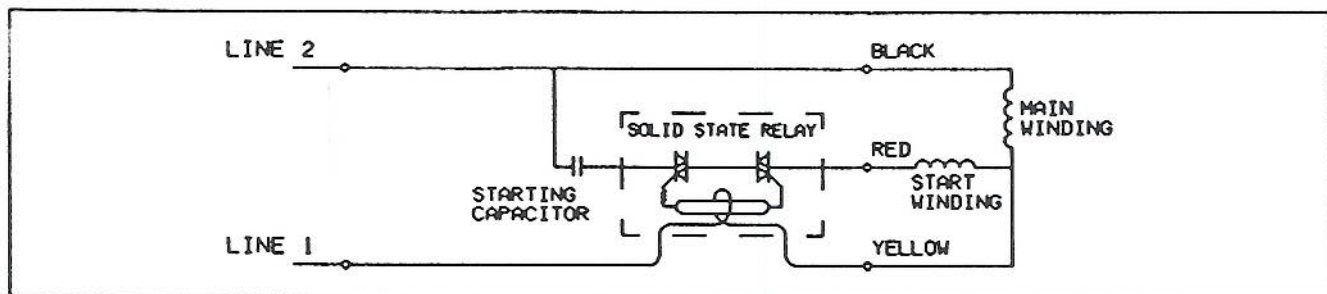 LINE 2
BLACK
MAIN
WINDING
SOLID STATE RELAY
RED
START
WINDING
STARTING
CAPACITOR
LINE 1
YELLOW